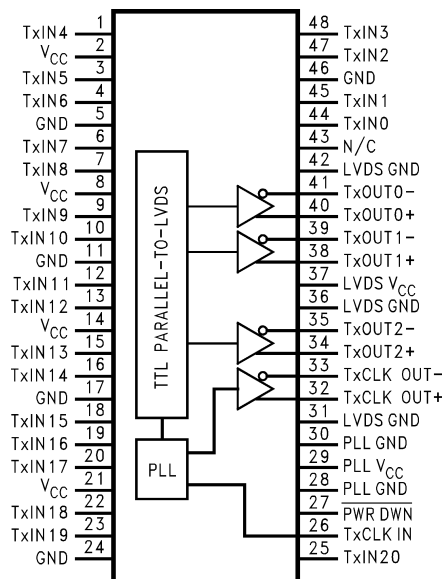 TxIN4 1
VCC 2
TxIN5 3
TxIN6 4
GND 5
TxIN7 6
TxIN8 7
VCC 8
TxIN9 9
TxIN10 10
GND 11
TxIN11 12
TxIN12 13
VCC 14
TxIN13 15
TxIN14 16
GND 17
TxIN15 18
TxIN16 19
TxIN17 20
VCC 21
TxIN18 22
TxIN19 23
GND 24
TTL PARALLEL-TO-LVDS
PLL
48 TxIN3
47 TxIN2
46 GND
45 TxIN1
44 TxIN0
43 N/C
42 LVDS GND
41 TxOUT0-
40 TxOUT0+
39 TxOUT1-
38 TxOUT1+
37 LVDS VCC
36 LVDS GND
35 TxOUT2-
34 TxOUT2+
33 TxCLK OUT-
32 TxCLK OUT+
31 LVDS GND
30 PLL GND
29 PLL VCC
28 PLL GND
27 PWR DWN
26 TxCLK IN
25 TxIN20